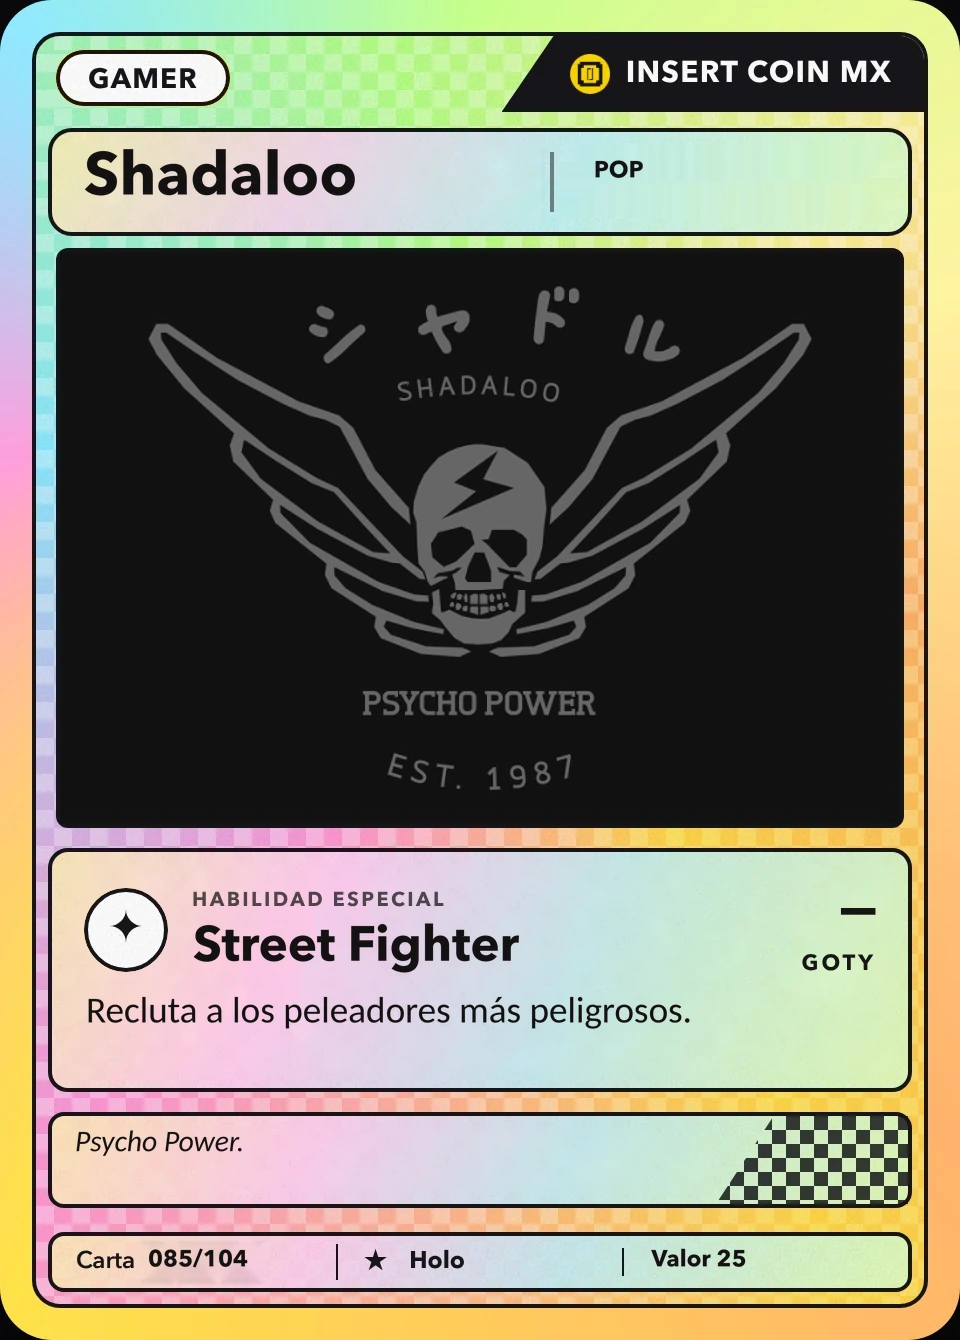 GAMER
INSERT COIN MX
Shadaloo
POP
シャドル
SHADALOO
PSYCHO POWER
EST. 1987
HABILIDAD ESPECIAL
Street Fighter
—
GOTY
Recluta a los peleadores más peligrosos.
Psycho Power.
Carta 085/104
★ Holo
Valor 25